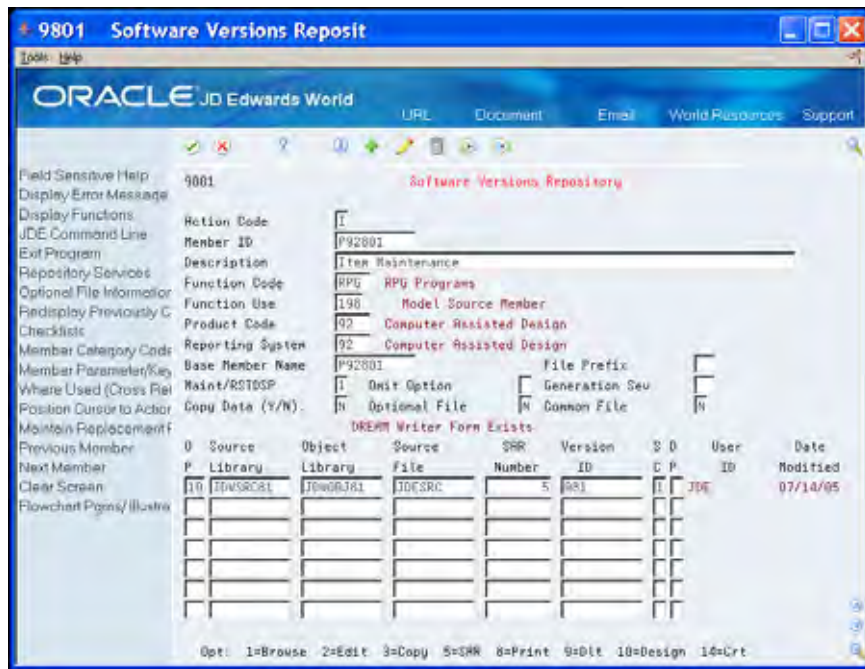 9801 Software Versions Reposit
Tools Help
ORACLE JD Edwards World
URL Document Email World Resources Support
Field Sensitive Help
Display Error Message
Display Functions
JDE Command Line
Exit Program
Repository Services
Optional File Information
Redisplay Previously C
Checklists
Member Category Code
Member Parameter/Key
Where Used (Cross Ref
Position Cursor to Action
Maintain Replacement F
Previous Member
Next Member
Clear Screen
Flowchart Pgms/Illustra
9801 Software Versions Repository
Action Code I
Member ID P92801
Description Item Maintenance
Function Code RPG RPG Programs
Function Use 198 Model Source Member
Product Code 92 Computer Assisted Design
Reporting System 92 Computer Assisted Design
Base Member Name P92801 File Prefix
Maint/RSTDSP 1 Omit Option Generation Sev
Copy Data (Y/N). N Optional File N Common File N
DREAM Writer Form Exists
O Source Object Source SAR Version S D User Date
P Library Library File Number ID C P ID Modified
10 JDWSRC81 JDWOBJ81 JDESRC 5 A81 1 JDE 07/14/05
Opt: 1=Browse 2=Edit 3=Copy 5=SAR 8=Print 9=Dlt 10=Design 14=Crt